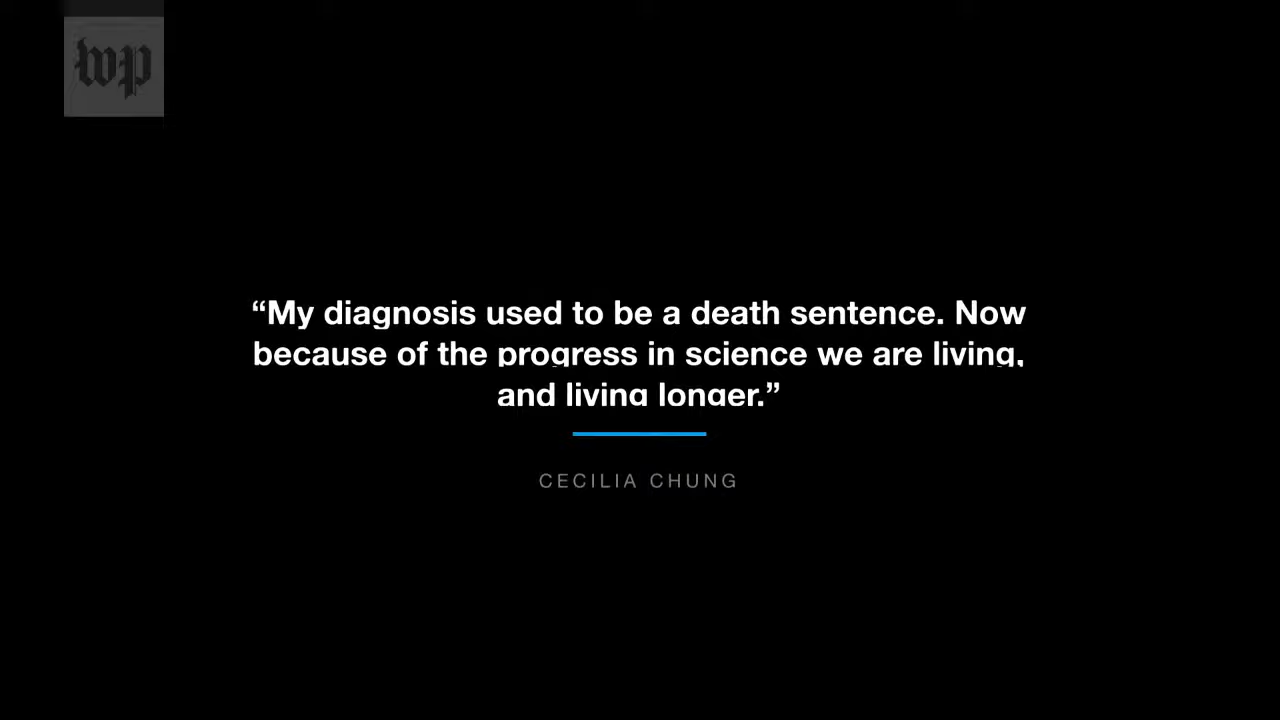 wp
“My diagnosis used to be a death sentence. Now
because of the progress in science we are living,
and living longer.”
CECILIA CHUNG